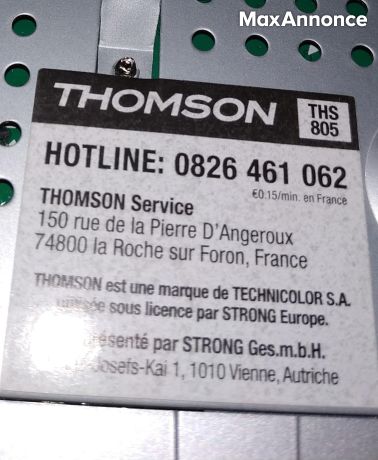 MaxAnnonce
THOMSON
THS
805
HOTLINE: 0826 461 062
€0.15/min. en France
THOMSON Service
150 rue de la Pierre D'Angeroux
74800 la Roche sur Foron, France
THOMSON est une marque de TECHNICOLOR S.A.
sous licence par STRONG Europe.
par STRONG Ges.m.b.H.
1, 1010 Vienne, Autriche